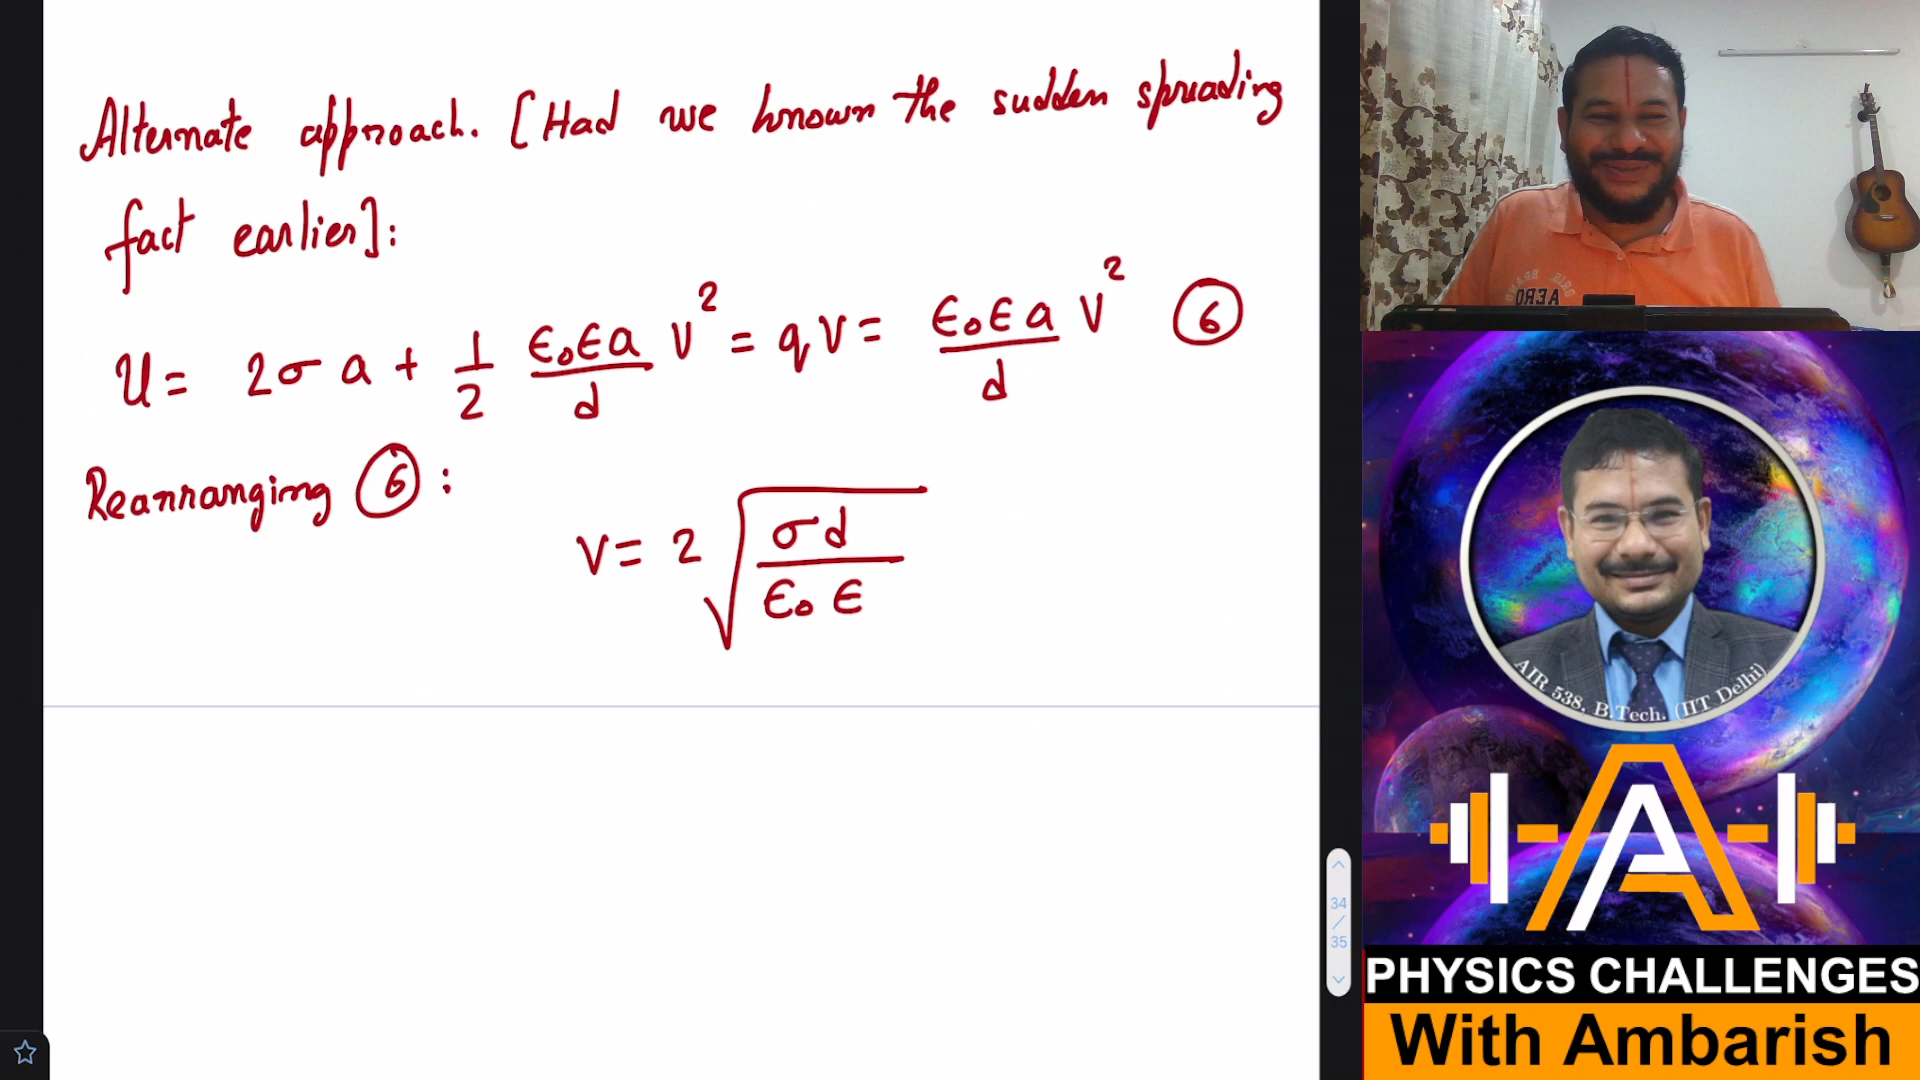 Alternate approach. [Had we known the sudden spreading
fact earlier]:
U = 2σa + 1/2 ϵ₀ϵa/d V² = qV = ϵ₀ϵa/d V² ⑥
Rearranging ⑥:
V = 2√(σd/ϵ₀ϵ)
34
/
35
AIR 538, B.Tech. (IIT Delhi)
PHYSICS CHALLENGES
With Ambarish